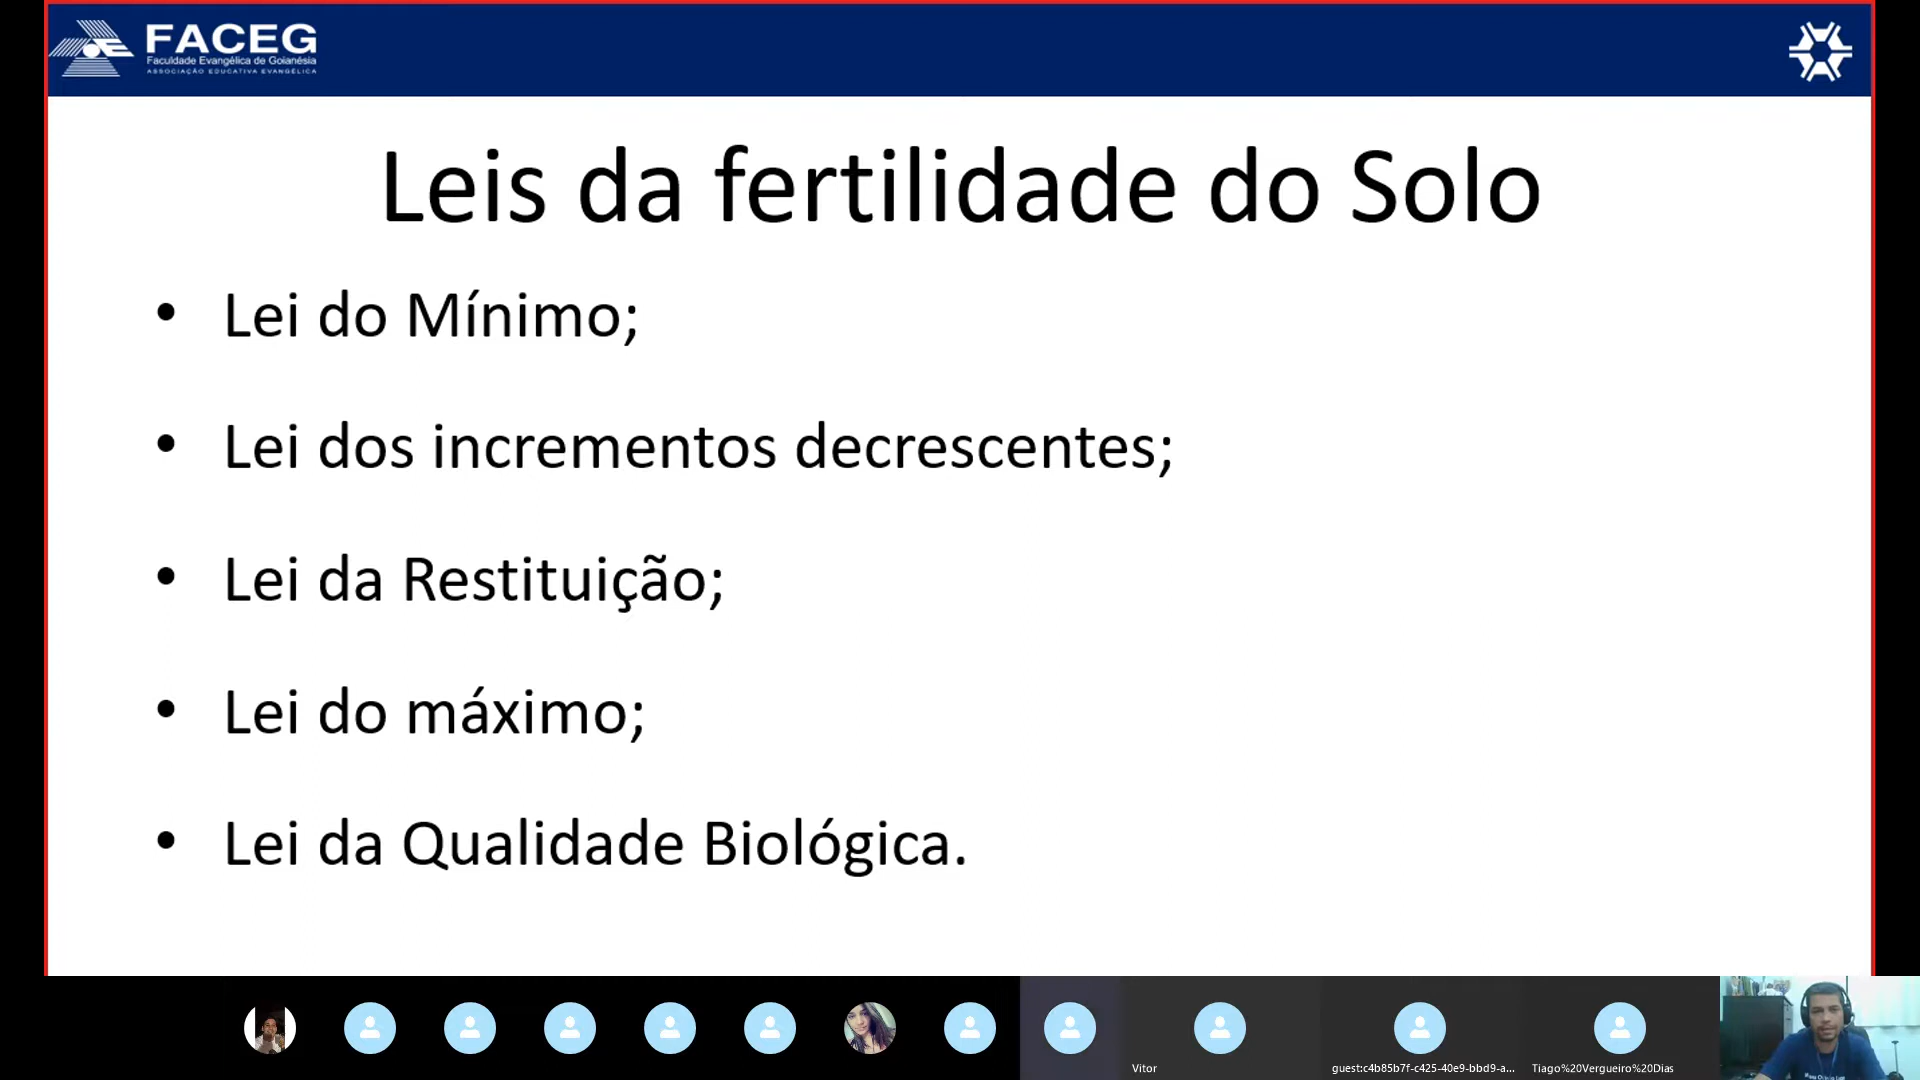 FACEG
Faculdade Evangélica de Goianésia
ASSOCIAÇÃO EDUCATIVA EVANGÉLICA
Leis da fertilidade do Solo
• Lei do Mínimo;
• Lei dos incrementos decrescentes;
• Lei da Restituição;
• Lei do máximo;
• Lei da Qualidade Biológica.
Vitor
guest:c4b85b7f-c425-40e9-bbd9-a...
Tiago%20Vergueiro%20Dias